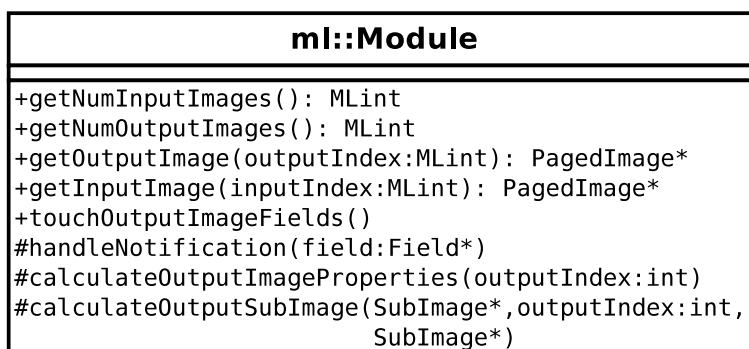 ml::Module
+getNumInputImages(): MLint
+getNumOutputImages(): MLint
+getOutputImage(outputIndex:MLint): PagedImage*
+getInputImage(inputIndex:MLint): PagedImage*
+touchOutputImageFields()
#handleNotification(field:Field*)
#calculateOutputImageProperties(outputIndex:int)
#calculateOutputSubImage(SubImage*,outputIndex:int,
SubImage*)